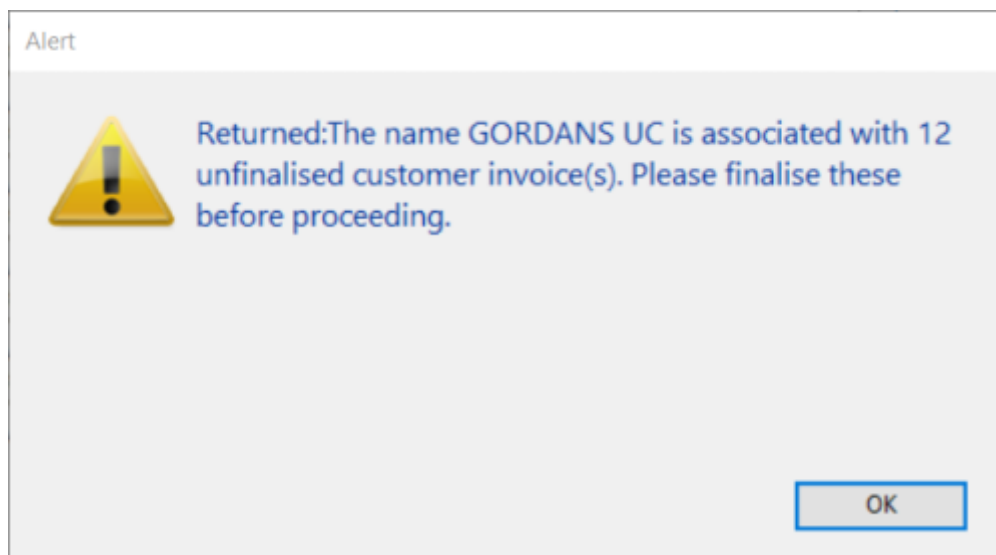 Alert
Returned:The name GORDANS UC is associated with 12
unfinalised customer invoice(s). Please finalise these
before proceeding.
OK